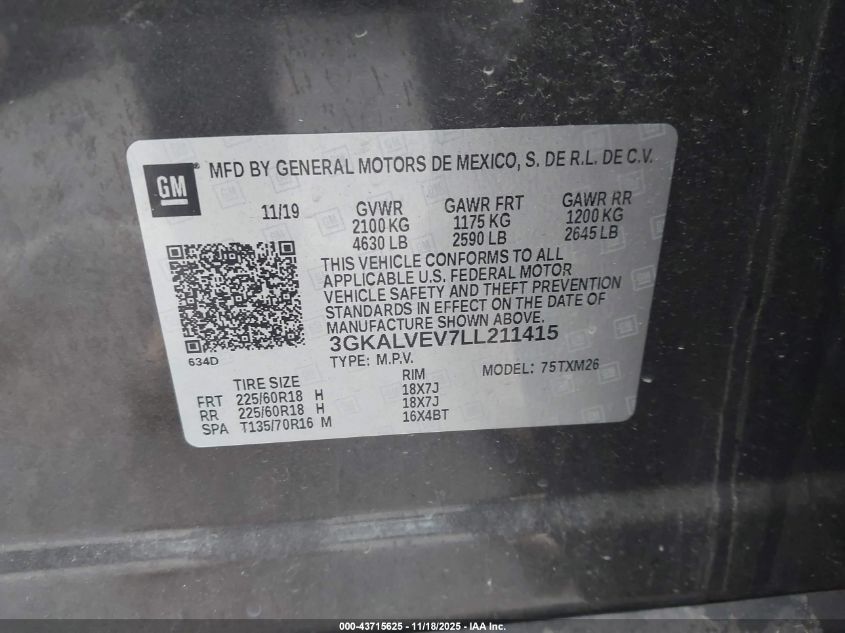 GM® MFD BY GENERAL MOTORS DE MEXICO, S. DE R.L. DE C.V.
11/19 GVWR GAWR FRT GAWR RR
2100 KG 1175 KG 1200 KG
4630 LB 2590 LB 2645 LB
THIS VEHICLE CONFORMS TO ALL
APPLICABLE U.S. FEDERAL MOTOR
VEHICLE SAFETY AND THEFT PREVENTION
STANDARDS IN EFFECT ON THE DATE OF
MANUFACTURE SHOWN ABOVE.
3GKALVEV7LL211415
634D
TYPE: M.P.V. MODEL: 75TXM26
TIRE SIZE RIM
FRT 225/60R18 H 18X7J
RR 225/60R18 H 18X7J
SPA T135/70R16 M 16X4BT
000-43715625 - 11/18/2025 - IAA Inc.